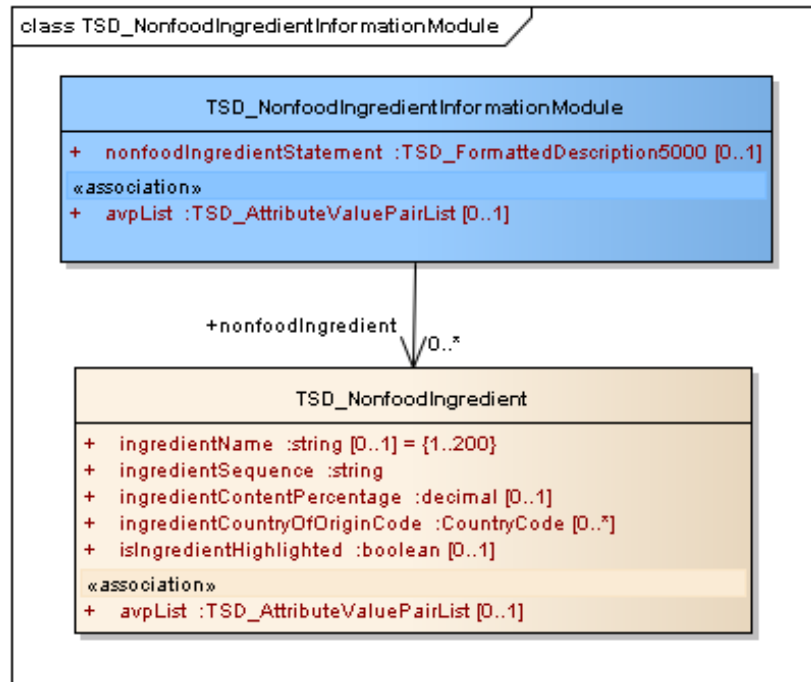 class TSD_NonfoodIngredientInformationModule
TSD_NonfoodIngredientInformationModule
+ nonfoodIngredientStatement :TSD_FormattedDescription5000 [0..1]
«association»
+ avpList :TSD_AttributeValuePairList [0..1]
+nonfoodIngredient
0..*
TSD_NonfoodIngredient
+ ingredientName :string [0..1] = {1..200}
+ ingredientSequence :string
+ ingredientContentPercentage :decimal [0..1]
+ ingredientCountryOfOriginCode :CountryCode [0..*]
+ isIngredientHighlighted :boolean [0..1]
«association»
+ avpList :TSD_AttributeValuePairList [0..1]